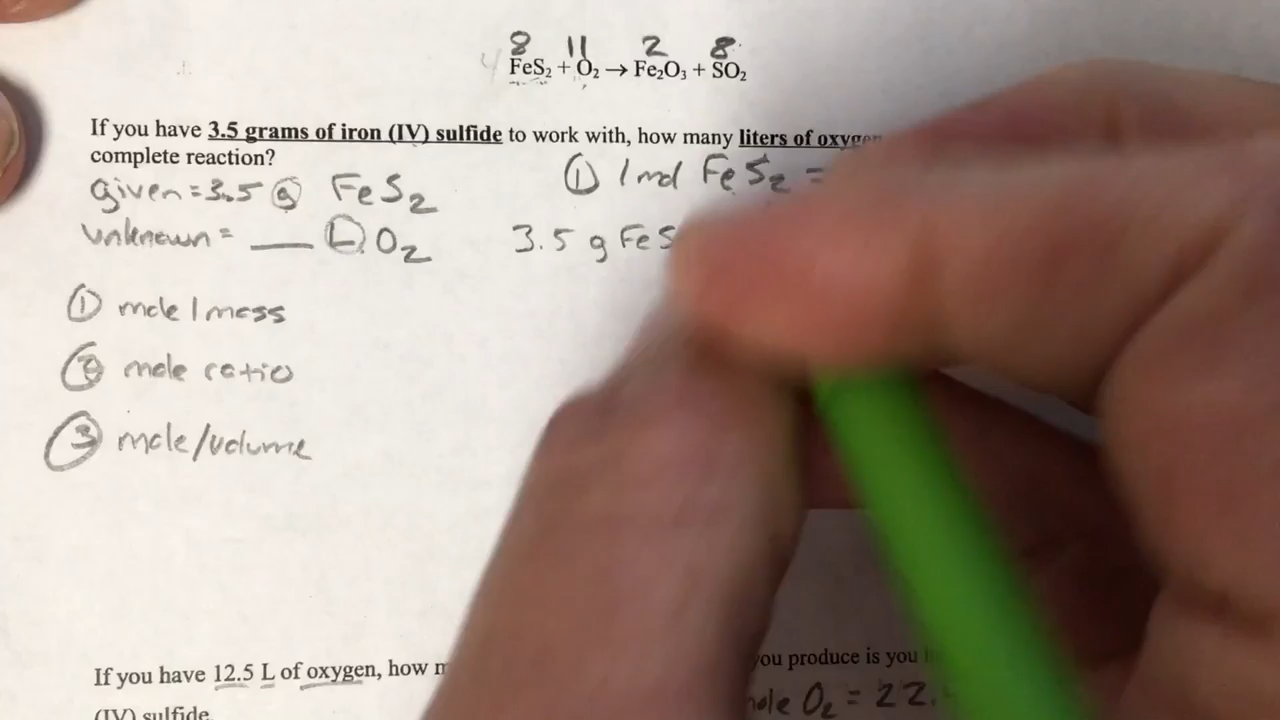 8 11 2 8
4 FeS₂ + O₂ → Fe₂O₃ + SO₂
If you have 3.5 grams of iron (IV) sulfide to work with, how many liters of oxygen
complete reaction?
① 1 mol FeS₂ =
given = 3.5 g FeS₂
unknown = ___ L O₂
3.5 g FeS
① mole / mass
② mole ratio
③ mole/volume
If you have 12.5 L of oxygen, how
you produce is you
mole O₂ = 22.
(IV) sulfide.